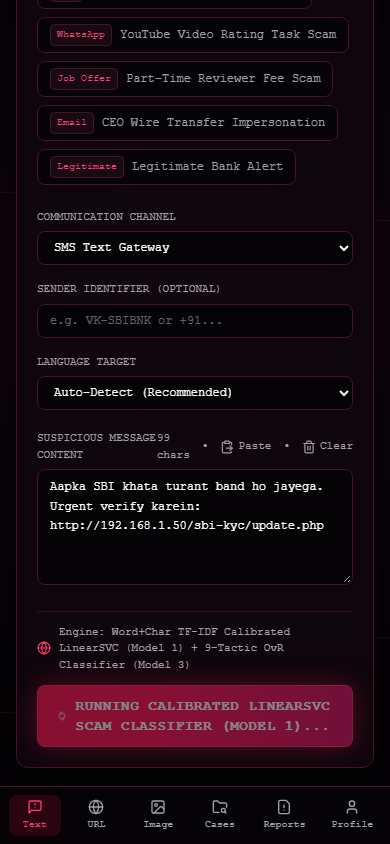 WhatsApp YouTube Video Rating Task Scam
Job Offer Part-Time Reviewer Fee Scam
Email CEO Wire Transfer Impersonation
Legitimate Legitimate Bank Alert
COMMUNICATION CHANNEL
SMS Text Gateway
SENDER IDENTIFIER (OPTIONAL)
e.g. VK-SBIBNK or +91...
LANGUAGE TARGET
Auto-Detect (Recommended)
SUSPICIOUS MESSAGE CONTENT
99 chars • Paste • Clear
Aapka SBI khata turant band ho jayega.
Urgent verify karein:
http://192.168.1.50/sbi-kyc/update.php
Engine: Word+Char TF-IDF Calibrated
LinearSVC (Model 1) + 9-Tactic OvR
Classifier (Model 3)
RUNNING CALIBRATED LINEARSVC
SCAM CLASSIFIER (MODEL 1)...
Text URL Image Cases Reports Profile